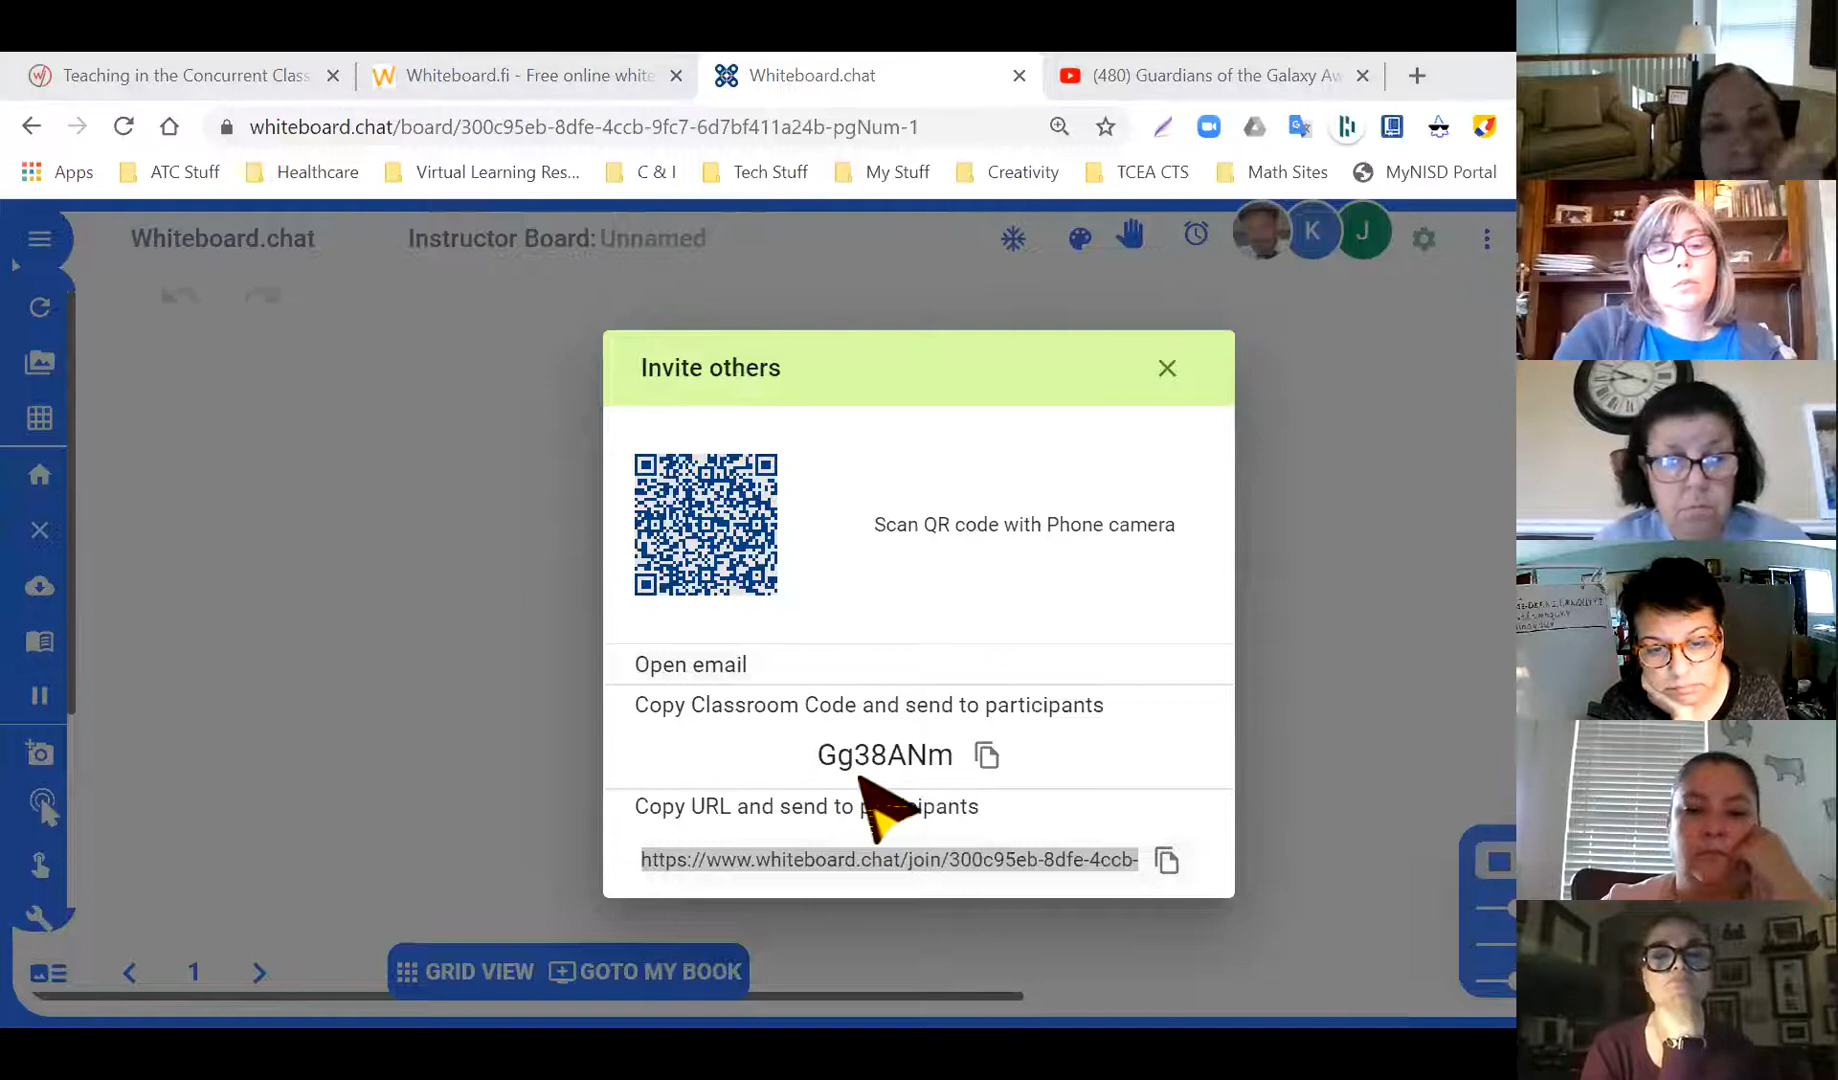 Teaching in the Concurrent Class
Whiteboard.fi - Free online white
Whiteboard.chat
(480) Guardians of the Galaxy Aw
whiteboard.chat/board/300c95eb-8dfe-4ccb-9fc7-6d7bf411a24b-pgNum-1
Apps
ATC Stuff
Healthcare
Virtual Learning Res...
C & I
Tech Stuff
My Stuff
Creativity
TCEA CTS
Math Sites
MyNISD Portal
Whiteboard.chat
Instructor Board: Unnamed
K
J
Invite others
Scan QR code with Phone camera
Open email
Copy Classroom Code and send to participants
Gg38ANm
Copy URL and send to participants
https://www.whiteboard.chat/join/300c95eb-8dfe-4ccb-
1
GRID VIEW
GOTO MY BOOK